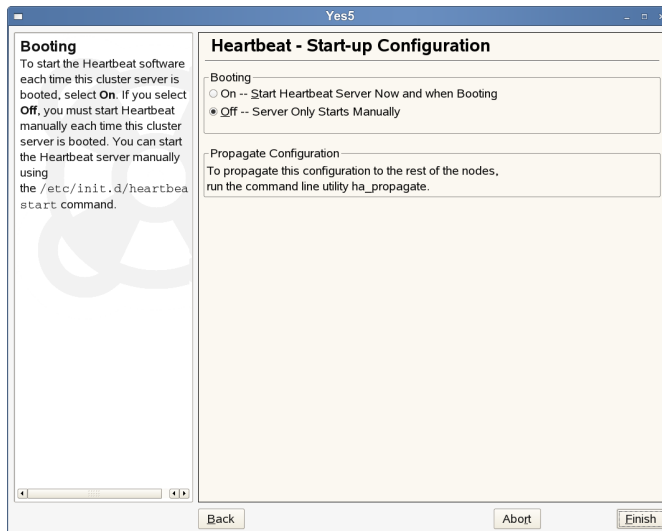 Yes5
Booting
To start the Heartbeat software
each time this cluster server is
booted, select On. If you select
Off, you must start Heartbeat
manually each time this cluster
server is booted. You can start
the Heartbeat server manually
using
the /etc/init.d/heartbea
start command.
Heartbeat - Start-up Configuration
Booting
On -- Start Heartbeat Server Now and when Booting
Off -- Server Only Starts Manually
Propagate Configuration
To propagate this configuration to the rest of the nodes,
run the command line utility ha_propagate.
Back
Abort
Finish